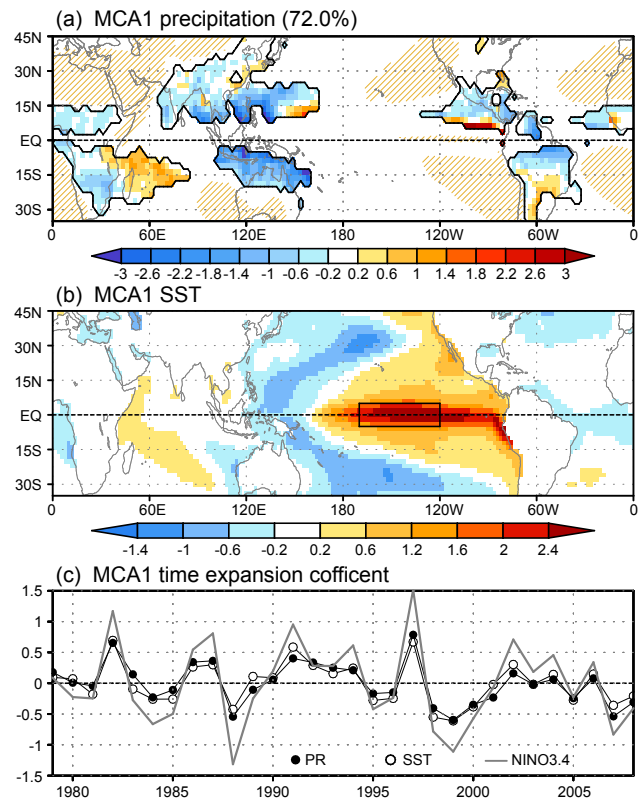 (a) MCA1 precipitation (72.0%)
45N
30N
15N
EQ
15S
30S
0 60E 120E 180 120W 60W 0
-3 -2.6 -2.2 -1.8 -1.4 -1 -0.6 -0.2 0.2 0.6 1 1.4 1.8 2.2 2.6 3
(b) MCA1 SST
45N
30N
15N
EQ
15S
30S
0 60E 120E 180 120W 60W 0
-1.4 -1 -0.6 -0.2 0.2 0.6 1.2 1.6 2 2.4
(c) MCA1 time expansion cofficent
1.5
1
0.5
0
-0.5
-1
-1.5
PR SST NINO3.4
1980 1985 1990 1995 2000 2005